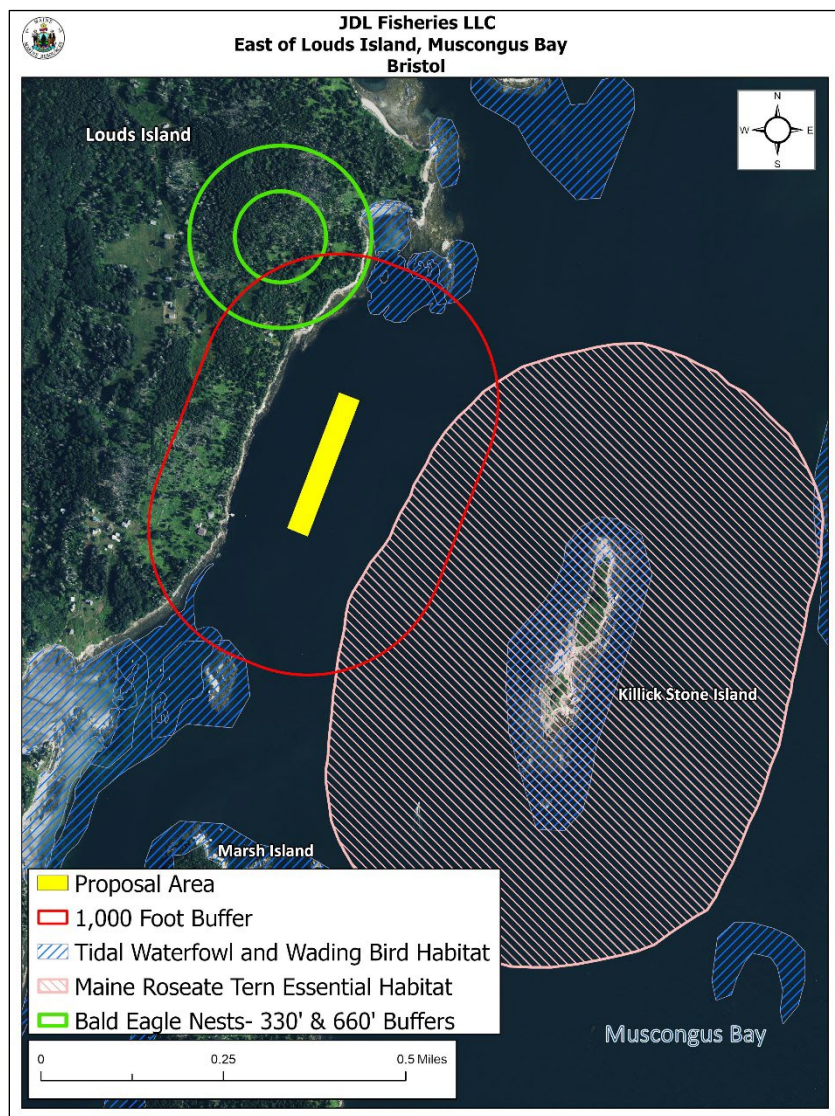 JDL Fisheries LLC
East of Louds Island, Muscongus Bay
Bristol
Louds Island
N
W
E
S
Killick Stone Island
Marsh Island
Proposal Area
1,000 Foot Buffer
Tidal Waterfowl and Wading Bird Habitat
Maine Roseate Tern Essential Habitat
Bald Eagle Nests- 330' & 660' Buffers
Muscongus Bay
0 0.25 0.5 Miles